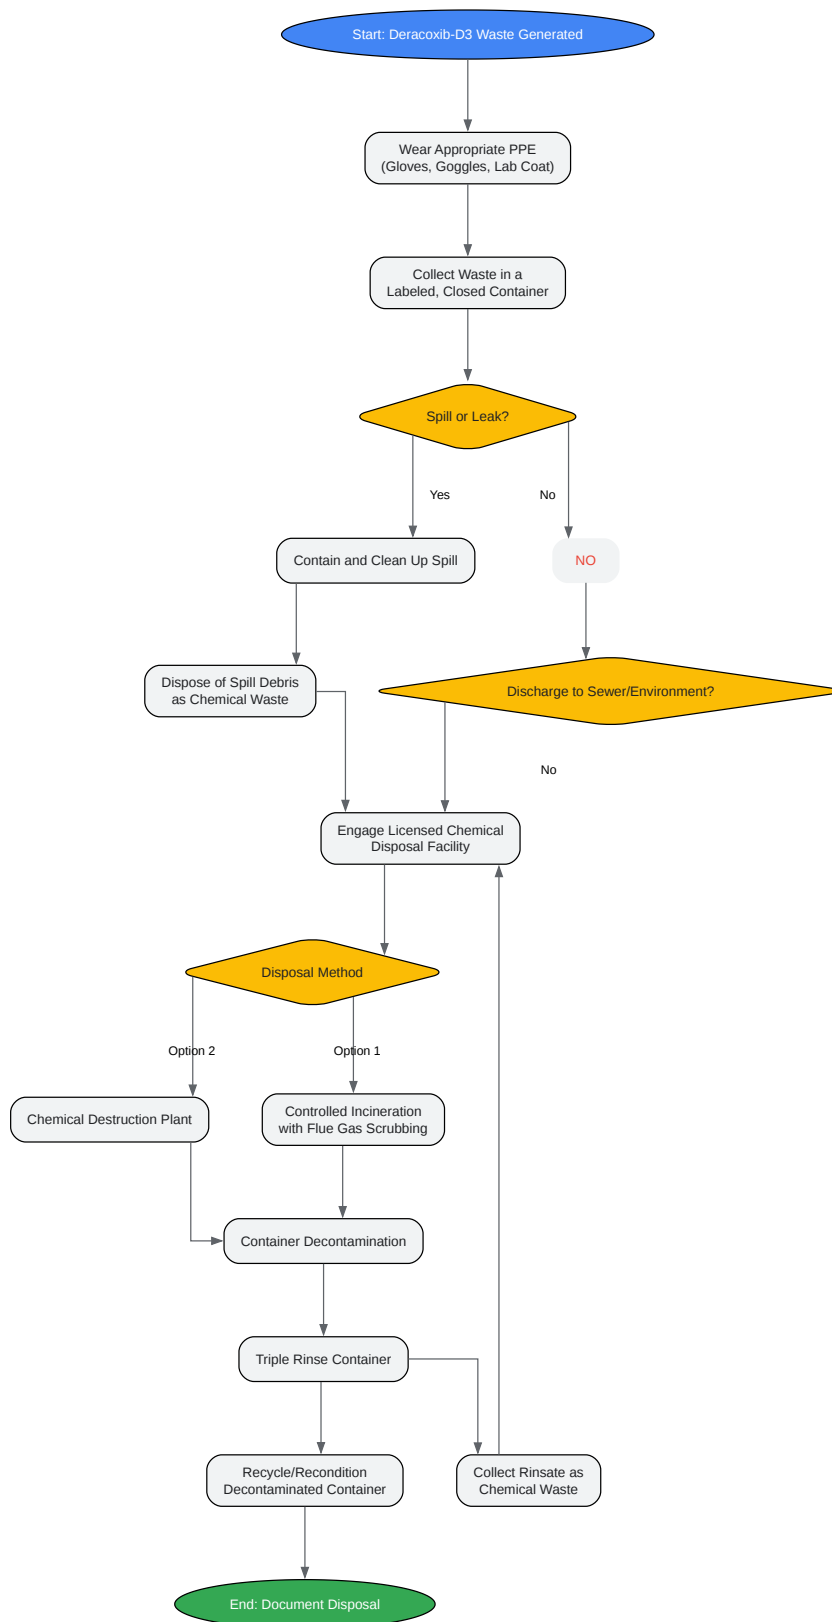 Start: Deracoxib-D3 Waste Generated
Wear Appropriate PPE
(Gloves, Goggles, Lab Coat)
Collect Waste in a
Labeled, Closed Container
Spill or Leak?
Yes
No
Contain and Clean Up Spill
NO
Dispose of Spill Debris
as Chemical Waste
Discharge to Sewer/Environment?
No
Engage Licensed Chemical
Disposal Facility
Disposal Method
Option 2
Option 1
Chemical Destruction Plant
Controlled Incineration
with Flue Gas Scrubbing
Container Decontamination
Triple Rinse Container
Recycle/Recondition
Decontaminated Container
Collect Rinsate as
Chemical Waste
End: Document Disposal